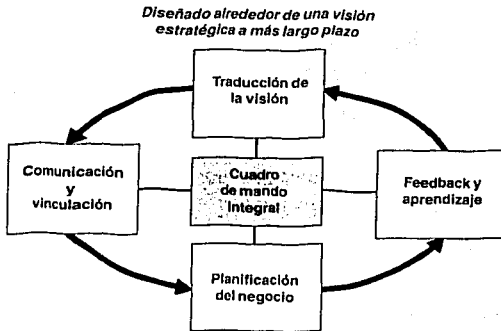 Diseñado alrededor de una visión
estratégica a más largo plazo
Traducción de
la visión
Comunicación
y
vinculación
Cuadro
de mando
Integral
Feedback y
aprendizaje
Planificación
del negocio